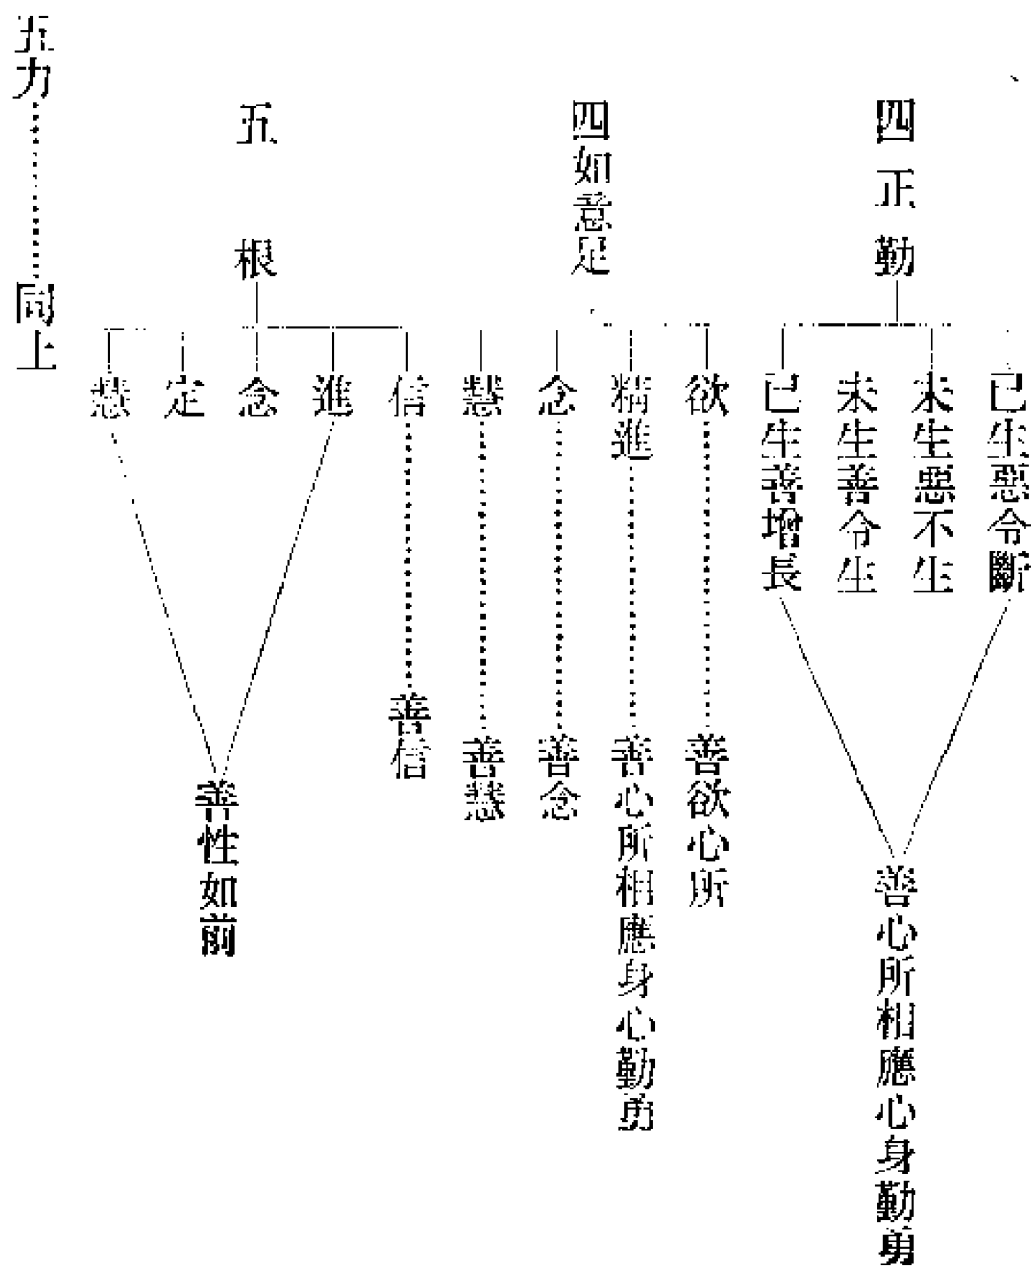 四正勤
已生惡令斷
未生惡不生
未生善令生
已生善增長
善心所相應心身勤勇
四如意足
欲
善欲心所
精進
善心所相應身心勤勇
念
善念
慧
善慧
五根
信
善信
進
念
定
慧
善性如前
五力
同上